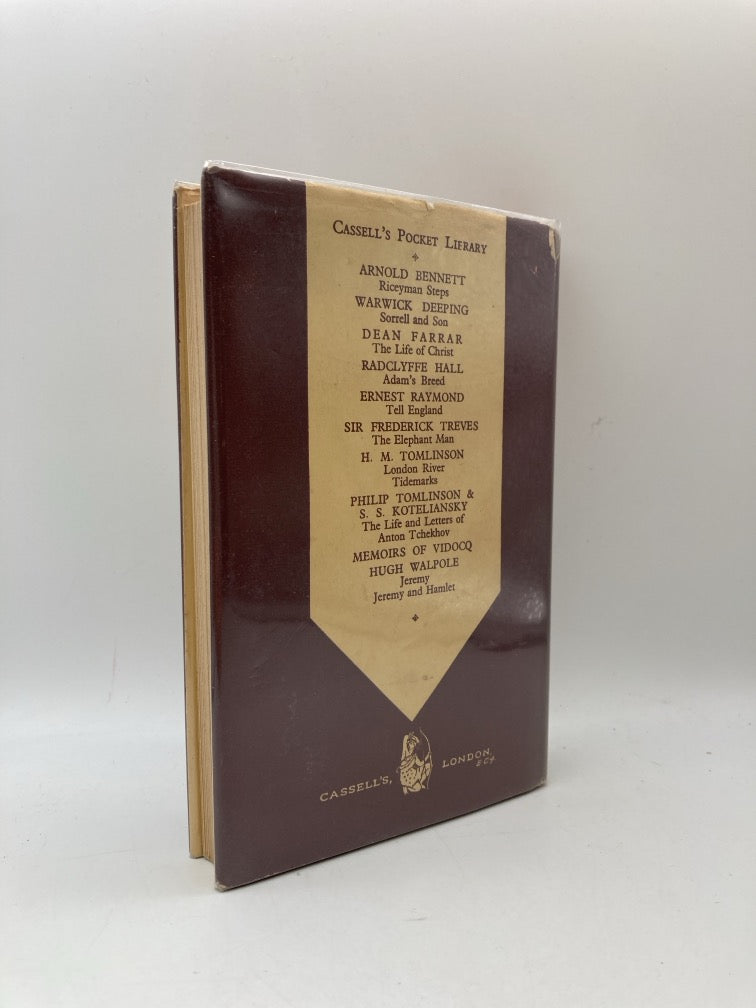 CASSELL'S POCKET LIBRARY
ARNOLD BENNETT
Riceyman Steps
WARWICK DEEPING
Sorrell and Son
DEAN FARRAR
The Life of Christ
RADCLYFFE HALL
Adam's Breed
ERNEST RAYMOND
Tell England
SIR FREDERICK TREVES
The Elephant Man
H. M. TOMLINSON
London River
Tidemarks
PHILIP TOMLINSON &
S. S. KOTELIANSKY
The Life and Letters of
Anton Tchekhov
MEMOIRS OF VIDOCQ
HUGH WALPOLE
Jeremy
Jeremy and Hamlet
CASSELL'S, LONDON,
E.C.4.